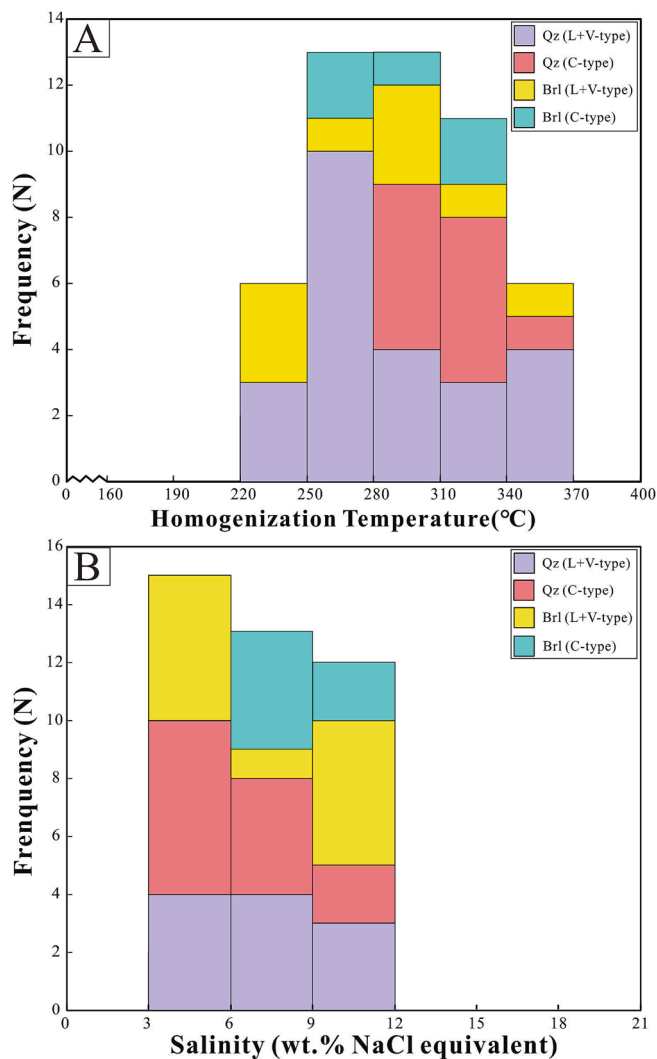 A
14
12
10
8
6
4
2
0
Frequency (N)
Qz (L+V-type)
Qz (C-type)
Brl (L+V-type)
Brl (C-type)
0 160 190 220 250 280 310 340 370 400
Homogenization Temperature(°C)
B
16
14
12
10
8
6
4
2
0
Frenquency (N)
Qz (L+V-type)
Qz (C-type)
Brl (L+V-type)
Brl (C-type)
0 3 6 9 12 15 18 21
Salinity (wt.% NaCl equivalent)